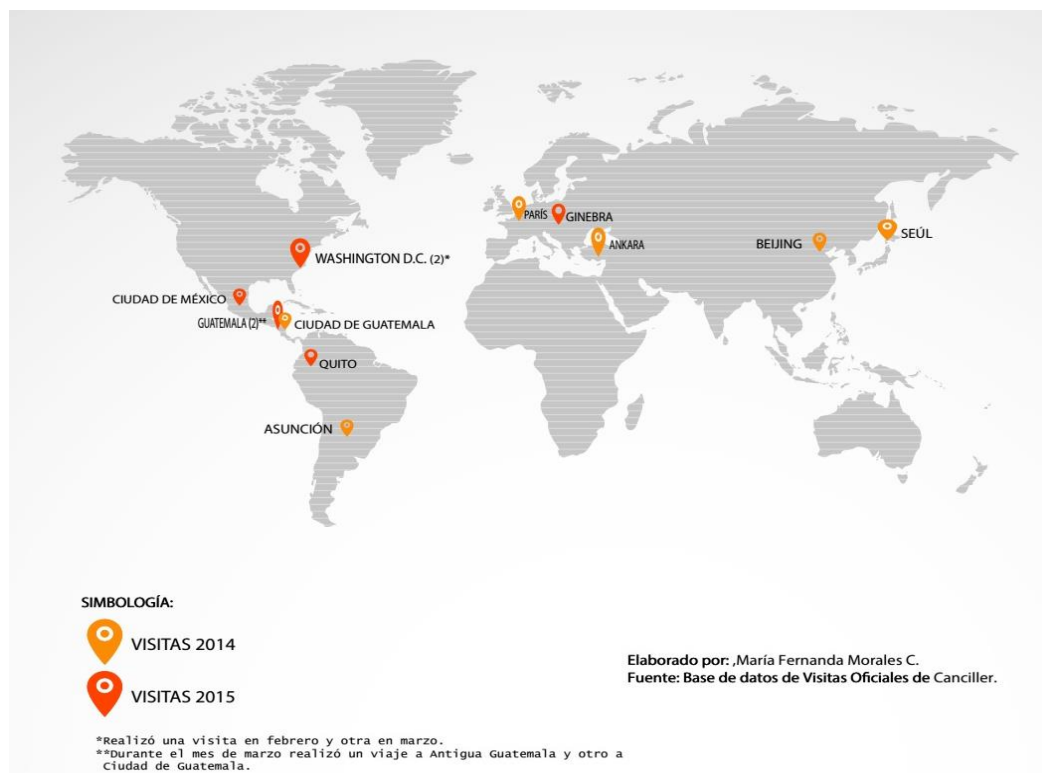 PARÍS
GINEBRA
ANKARA
BEIJING
SEÚL
WASHINGTON D.C. (2)*
CIUDAD DE MÉXICO
GUATEMALA (2)**
CIUDAD DE GUATEMALA
QUITO
ASUNCIÓN
SIMBOLOGÍA:
VISITAS 2014
VISITAS 2015
Elaborado por: ,María Fernanda Morales C.
Fuente: Base de datos de Visitas Oficiales de Canciller.
*Realizó una visita en febrero y otra en marzo.
**Durante el mes de marzo realizó un viaje a Antigua Guatemala y otro a
Ciudad de Guatemala.